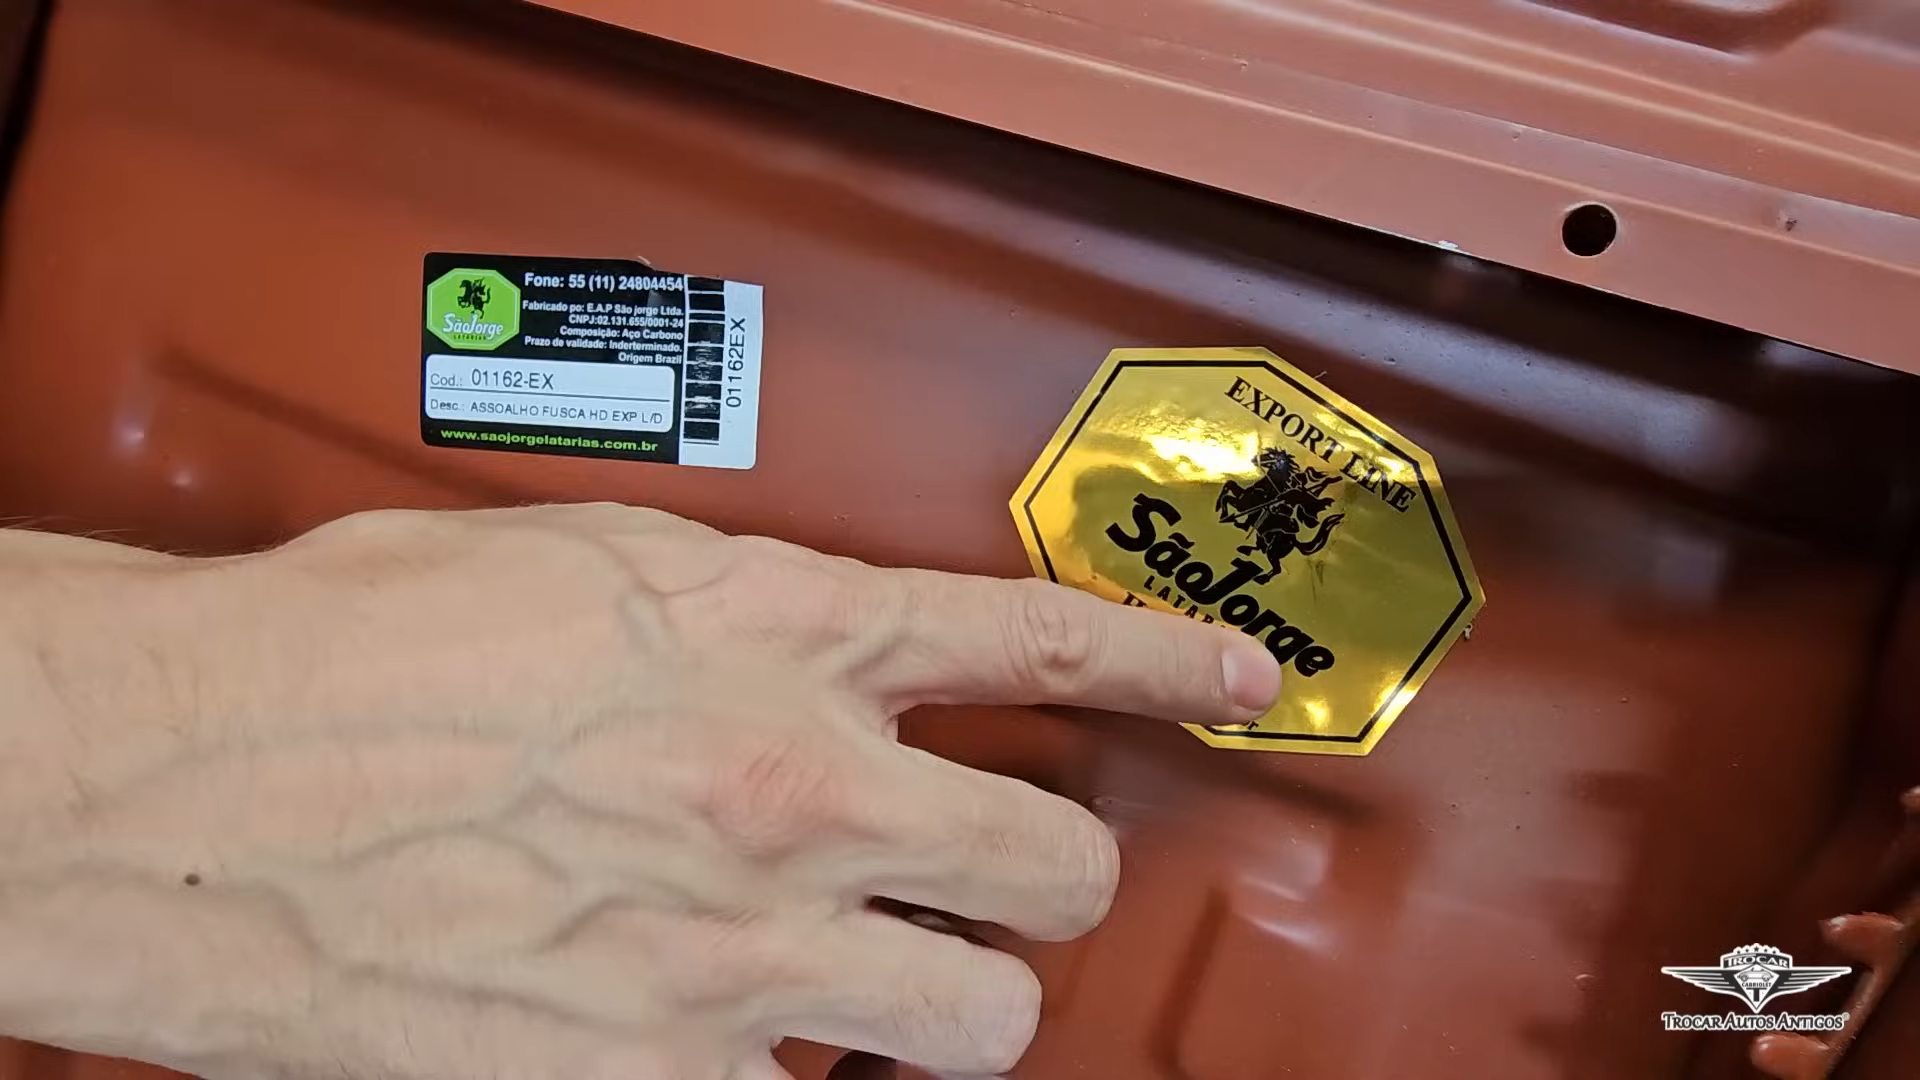 Fone: 55 (11) 24804454
Fabricado po: E.A.P São jorge Ltda.
CNPJ:02.131.655/0001-24
Composição: Aço Carbono
Prazo de validade: Inderterminado.
Origem Brazil
SãoJorge
LATARIAS
Cod.: 01162-EX
Desc.: ASSOALHO FUSCA HD EXP L/D
www.saojorgelatarias.com.br
01162EX
EXPORT LINE
SãoJorge
TROCAR
CABRIOLET
TROCAR AUTOS ANTIGOS